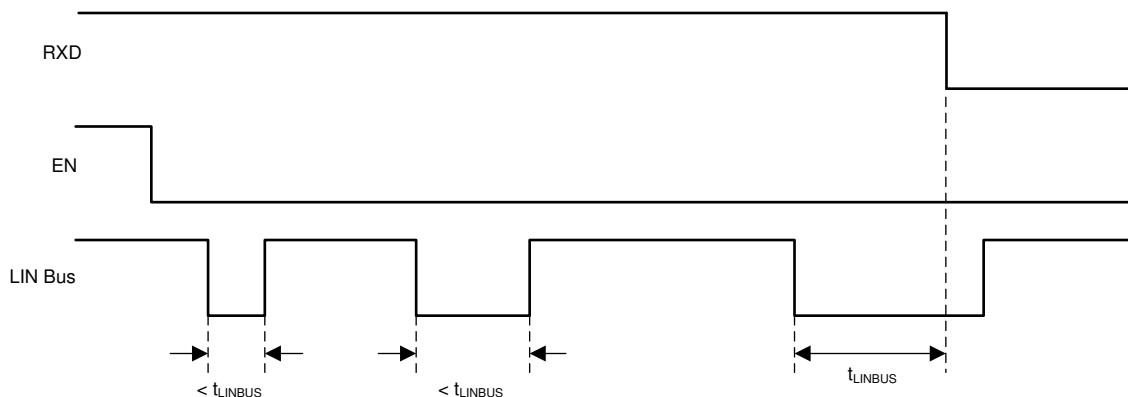 RXD
EN
LIN Bus
< tLINBUS
< tLINBUS
tLINBUS